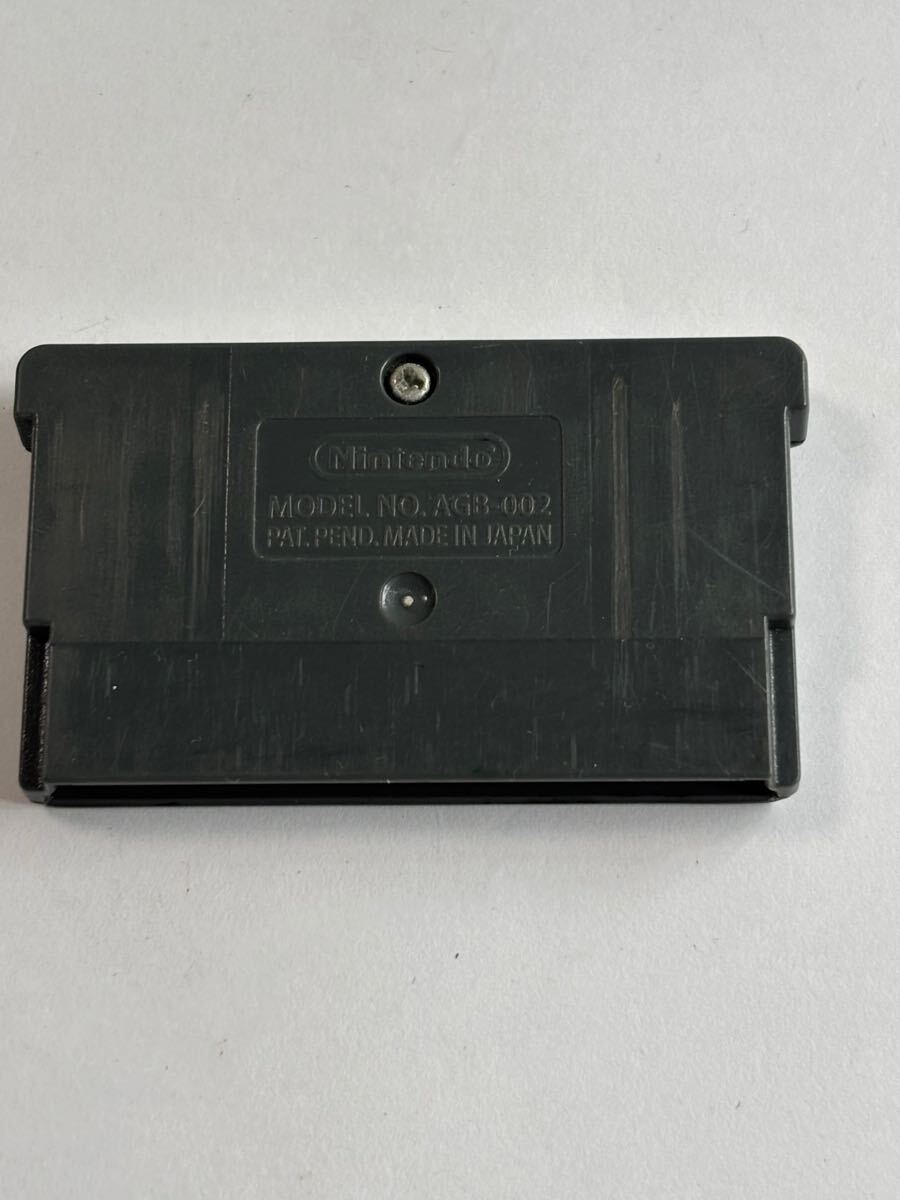 Nintendo
MODEL NO. AGB-002
PAT. PEND. MADE IN JAPAN